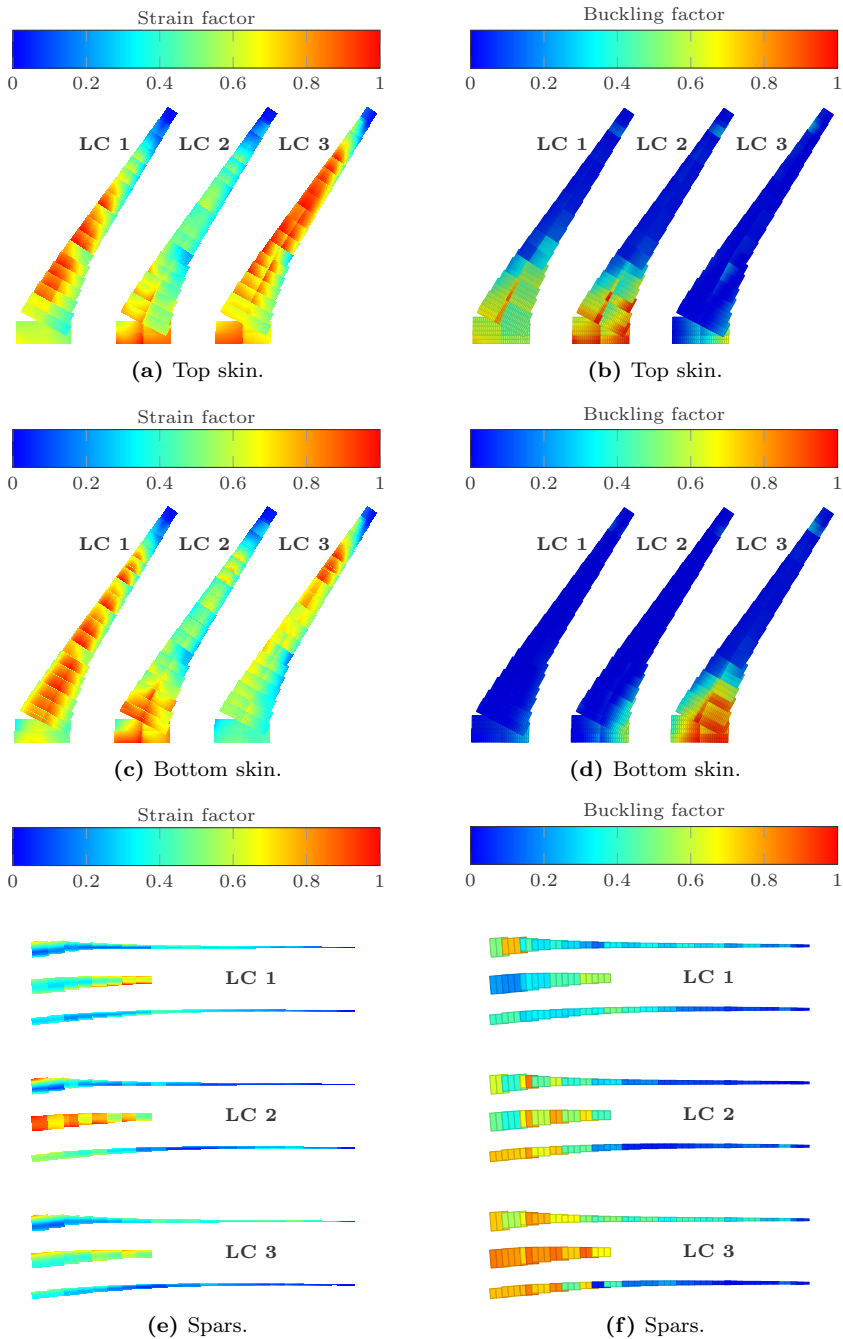 Strain factor
0 0.2 0.4 0.6 0.8 1
LC 1 LC 2 LC 3
(a) Top skin.
Buckling factor
0 0.2 0.4 0.6 0.8 1
LC 1 LC 2 LC 3
(b) Top skin.
Strain factor
0 0.2 0.4 0.6 0.8 1
LC 1 LC 2 LC 3
(c) Bottom skin.
Buckling factor
0 0.2 0.4 0.6 0.8 1
LC 1 LC 2 LC 3
(d) Bottom skin.
Strain factor
0 0.2 0.4 0.6 0.8 1
LC 1
LC 2
LC 3
(e) Spars.
Buckling factor
0 0.2 0.4 0.6 0.8 1
LC 1
LC 2
LC 3
(f) Spars.